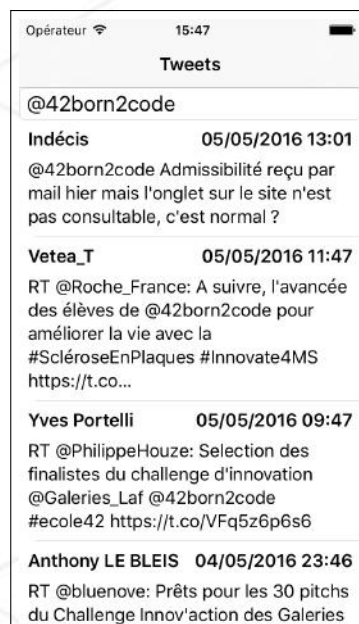 Opérateur 15:47
Tweets
@42born2code
Indécis 05/05/2016 13:01
@42born2code Admissibilité reçu par
mail hier mais l'onglet sur le site n'est
pas consultable, c'est normal ?
Vetea_T 05/05/2016 11:47
RT @Roche_France: A suivre, l'avancée
des élèves de @42born2code pour
améliorer la vie avec la
#ScléroseEnPlaques #Innovate4MS
https://t.co...
Yves Portelli 05/05/2016 09:47
RT @PhilippeHouze: Selection des
finalistes du challenge d'innovation
@Galeries_Laf @42born2code
#ecole42 https://t.co/VFq5z6p6s6
Anthony LE BLEIS 04/05/2016 23:46
RT @bluenove: Prêts pour les 30 pitchs
du Challenge Innov'action des Galeries